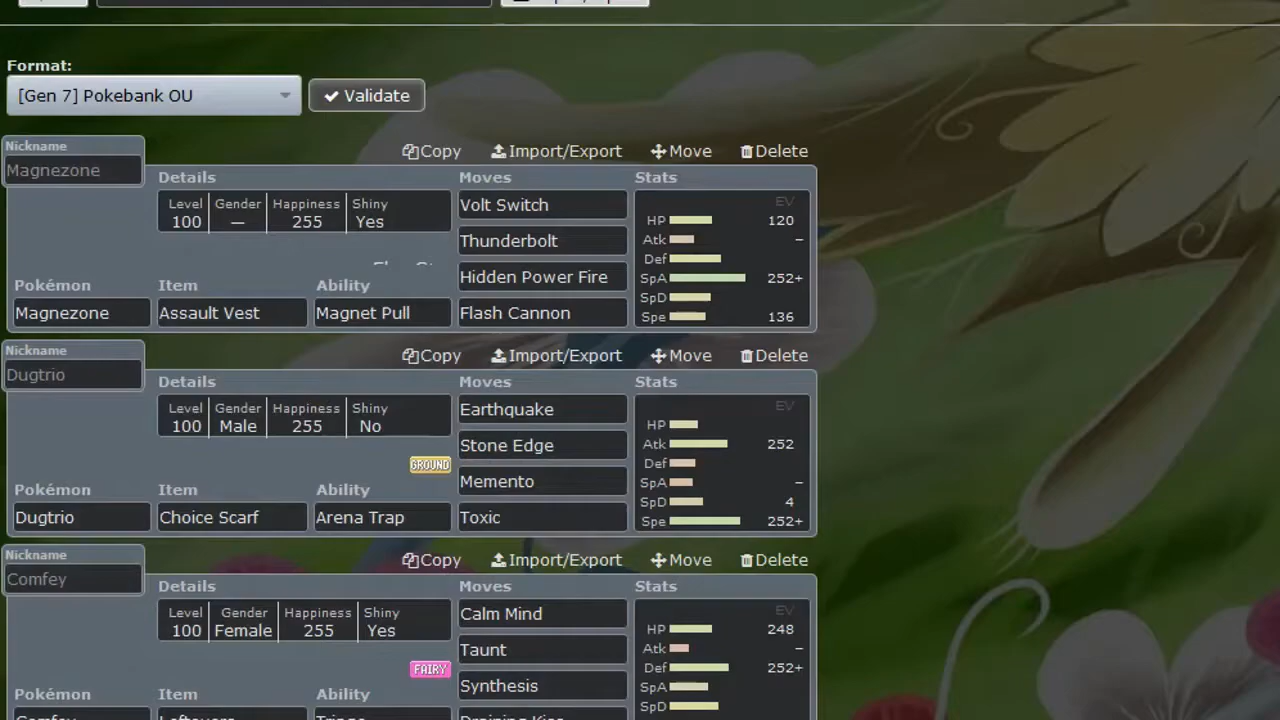 Format:
[Gen 7] Pokebank OU
Validate
Nickname
Magnezone
Copy Import/Export Move Delete
Details Moves Stats
Level Gender Happiness Shiny
100 — 255 Yes
Volt Switch
Thunderbolt
Hidden Power Fire
Flash Cannon
EV
HP 120
Atk –
Def
SpA 252+
SpD
Spe 136
Pokémon Item Ability
Magnezone Assault Vest Magnet Pull
Nickname
Dugtrio
Copy Import/Export Move Delete
Details Moves Stats
Level Gender Happiness Shiny
100 Male 255 No
GROUND
Earthquake
Stone Edge
Memento
Toxic
EV
HP
Atk 252
Def
SpA –
SpD 4
Spe 252+
Pokémon Item Ability
Dugtrio Choice Scarf Arena Trap
Nickname
Comfey
Copy Import/Export Move Delete
Details Moves Stats
Level Gender Happiness Shiny
100 Female 255 Yes
FAIRY
Calm Mind
Taunt
Synthesis
Draining Kiss
EV
HP 248
Atk –
Def 252+
SpA
SpD
Pokémon Item Ability
Comfey Leftovers Triage